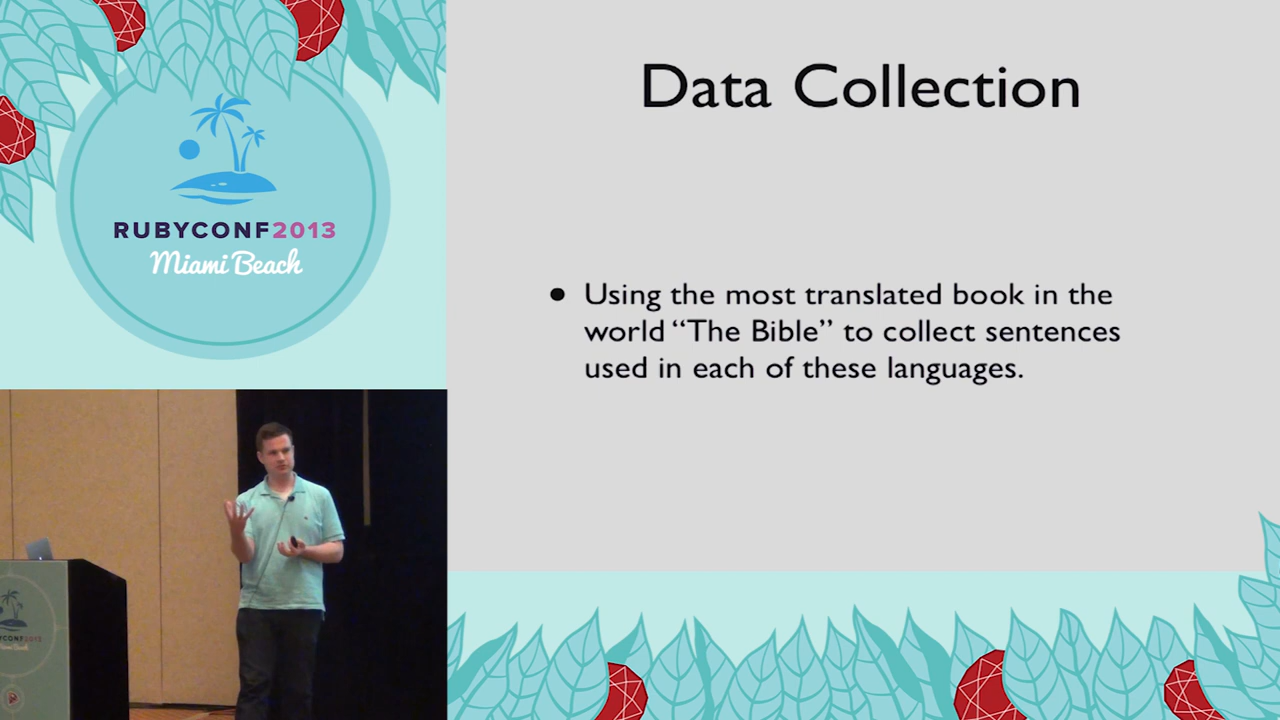 RUBYCONF2013
Miami Beach
Data Collection
• Using the most translated book in the
world “The Bible” to collect sentences
used in each of these languages.